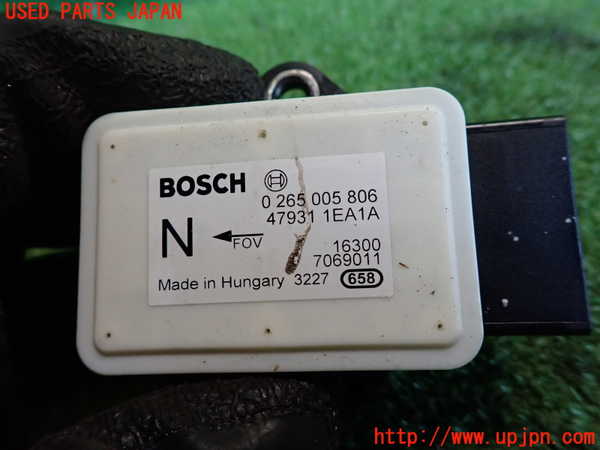 USED PARTS JAPAN
BOSCH
0 265 005 806
47931 1EA1A
N
FOV
16300
7069011
Made in Hungary 3227 658
http://www.upjpn.com/